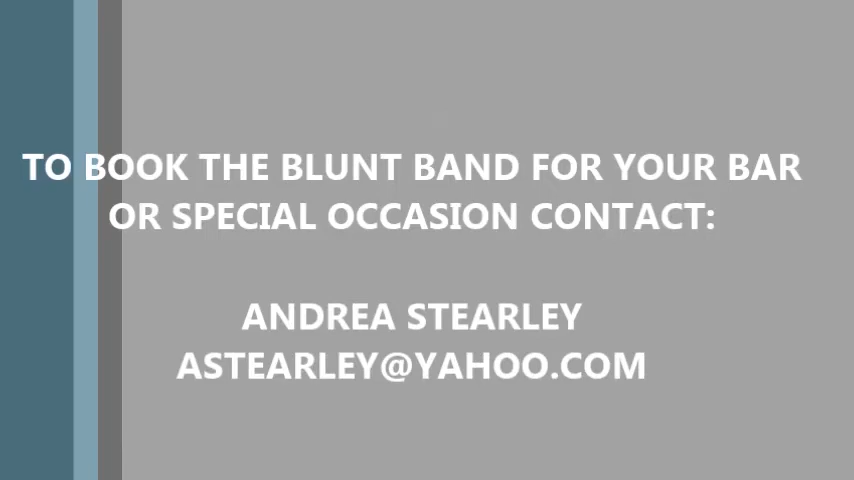 TO BOOK THE BLUNT BAND FOR YOUR BAR
OR SPECIAL OCCASION CONTACT:
ANDREA STEARLEY
ASTEARLEY@YAHOO.COM